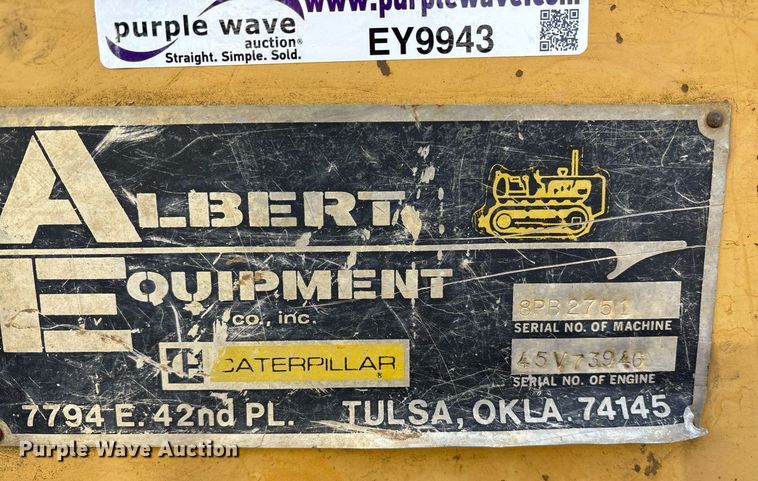 www.purplewave.com
purple wave
auction®
Straight. Simple. Sold.
EY9943
ALBERT
EQUIPMENT
CO., INC.
SERIAL NO. OF MACHINE
C CATERPILLAR®
45V73946
SERIAL NO. OF ENGINE
7794 E. 42nd PL. TULSA, OKLA. 74145
Purple Wave Auction